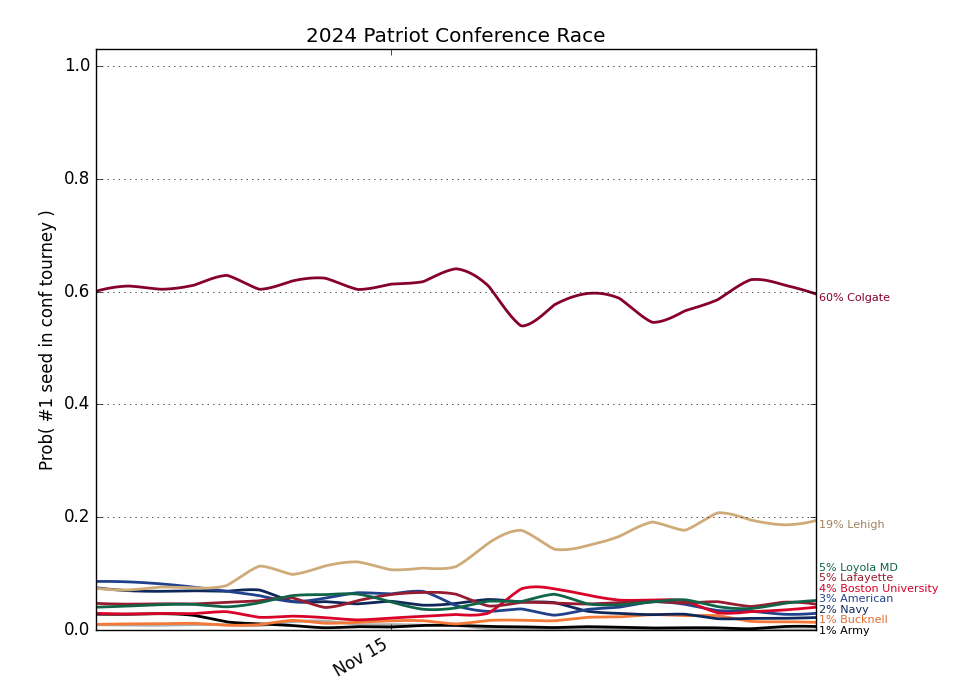 2024 Patriot Conference Race
Prob( #1 seed in conf tourney )
1.0
0.8
0.6
0.4
0.2
0.0
Nov 15
60% Colgate
19% Lehigh
5% Loyola MD
5% Lafayette
4% Boston University
3% American
2% Navy
1% Bucknell
1% Army